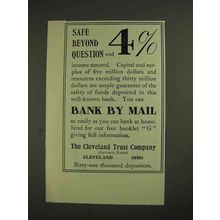 SAFE
BEYOND
QUESTION and 4%
income assured. Capital and sur-
plus of five million dollars and
resources exceeding thirty million
dollars are ample guarantee of the
safety of funds deposited in this
well-known bank. You can
BANK BY MAIL
as easily as you can bank at home.
Send for our free booklet "G"
giving full information.
The Cleveland Trust Company
(Savings Bank)
CLEVELAND OHIO
Sixty-one thousand depositors.